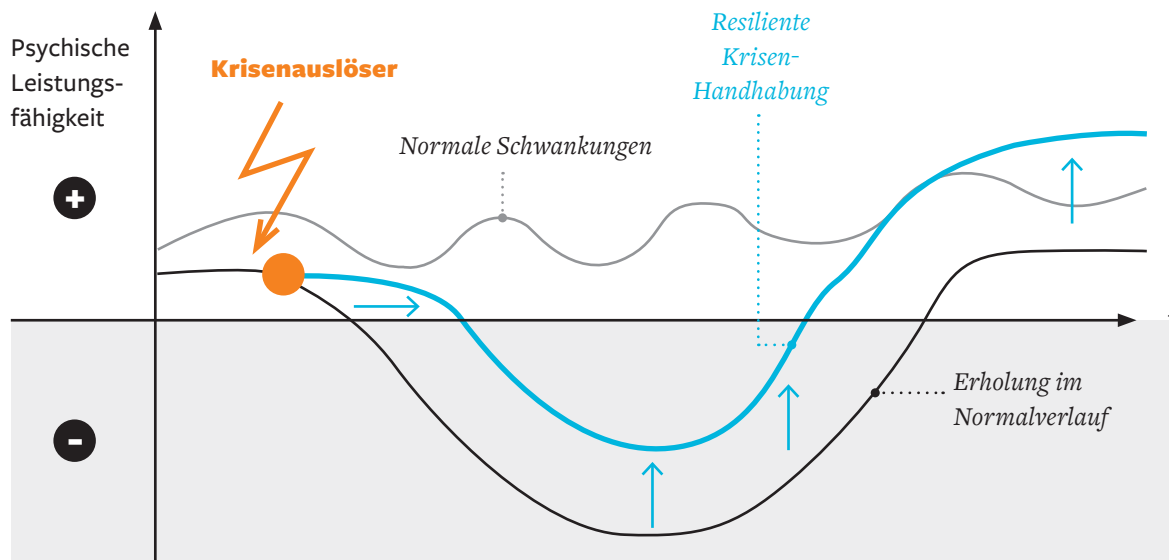 Psychische
Leistungs-
fähigkeit
Krisenauslöser
Resiliente
Krisen-
Handhabung
Normale Schwankungen
+
-
Erholung im
Normalverlauf